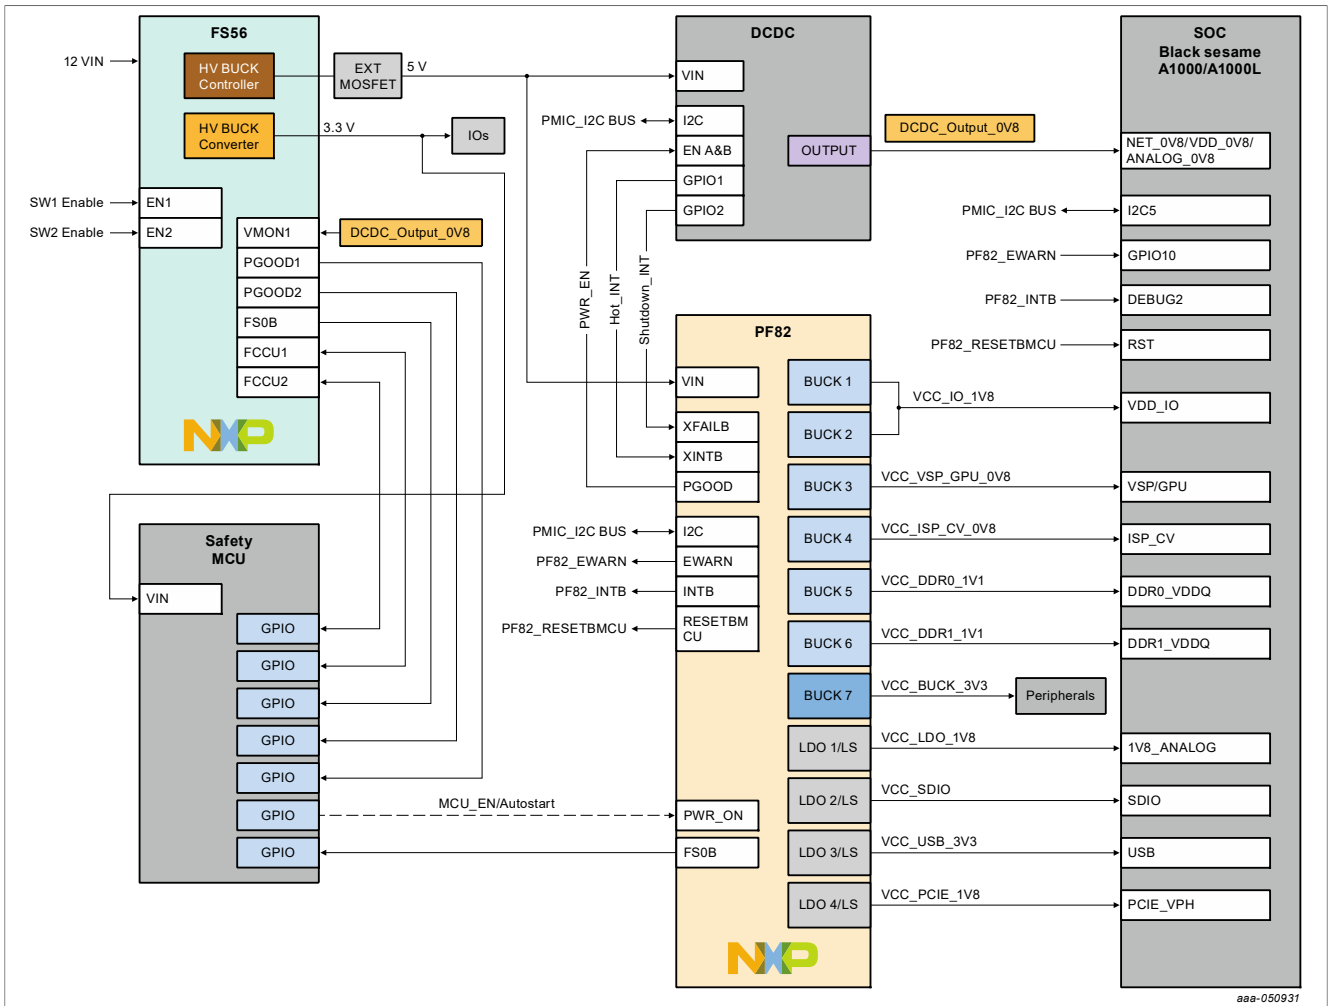 FS56
12 VIN
HV BUCK
Controller
EXT
MOSFET
5 V
HV BUCK
Converter
3.3 V
IOs
SW1 Enable
EN1
SW2 Enable
EN2
VMON1
DCDC_Output_0V8
PGOOD1
PGOOD2
FS0B
FCCU1
FCCU2
NXP
Safety
MCU
VIN
GPIO
GPIO
GPIO
GPIO
GPIO
GPIO
GPIO
MCU_EN/Autostart
DCDC
VIN
PMIC_I2C BUS
I2C
EN A&B
GPIO1
GPIO2
OUTPUT
DCDC_Output_0V8
PWR_EN
Hot_INT
Shutdown_INT
PF82
VIN
XFAILB
XINTB
PGOOD
PMIC_I2C BUS
I2C
PF82_EWARN
EWARN
PF82_INTB
INTB
PF82_RESETBMCU
RESETBM
CU
PWR_ON
FS0B
BUCK 1
BUCK 2
VCC_IO_1V8
BUCK 3
VCC_VSP_GPU_0V8
BUCK 4
VCC_ISP_CV_0V8
BUCK 5
VCC_DDR0_1V1
BUCK 6
VCC_DDR1_1V1
BUCK 7
VCC_BUCK_3V3
Peripherals
LDO 1/LS
VCC_LDO_1V8
LDO 2/LS
VCC_SDIO
LDO 3/LS
VCC_USB_3V3
LDO 4/LS
VCC_PCIE_1V8
NXP
SOC
Black sesame
A1000/A1000L
NET_0V8/VDD_0V8/
ANALOG_0V8
PMIC_I2C BUS
I2C5
PF82_EWARN
GPIO10
PF82_INTB
DEBUG2
PF82_RESETBMCU
RST
VDD_IO
VSP/GPU
ISP_CV
DDR0_VDDQ
DDR1_VDDQ
1V8_ANALOG
SDIO
USB
PCIE_VPH
aaa-050931